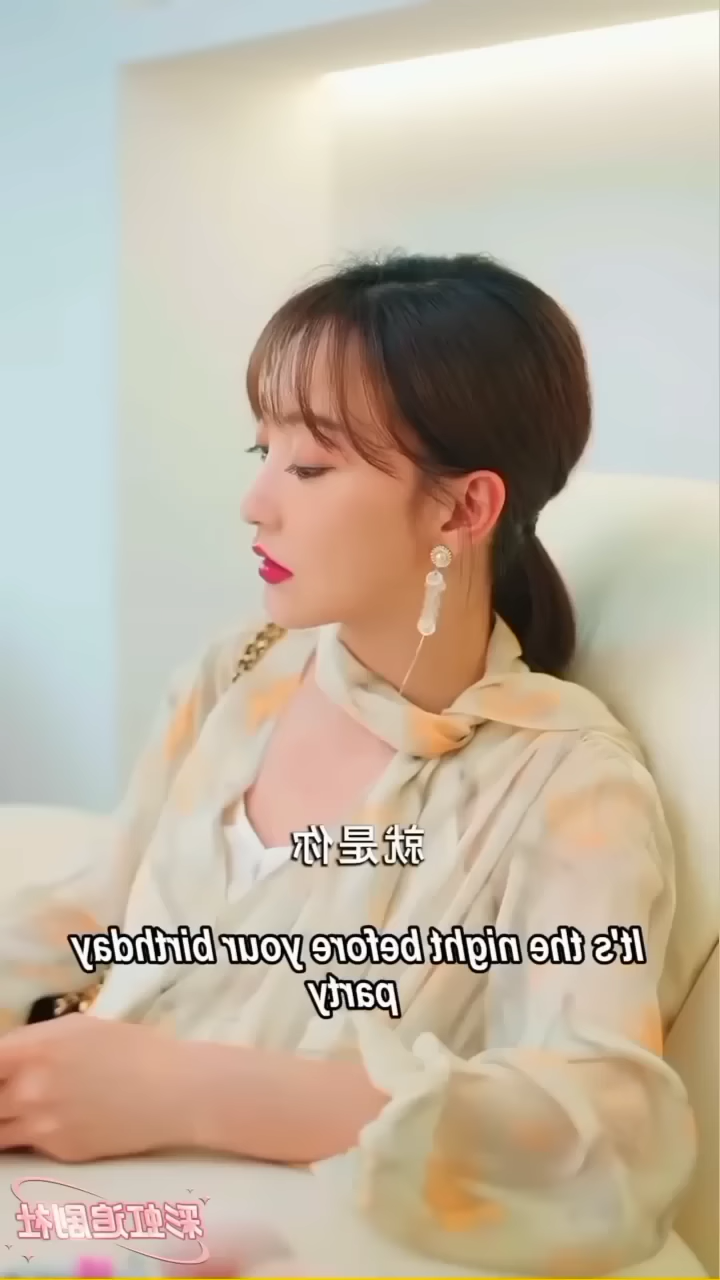 就是你
It's the night before your birthday
party
彩虹追剧社